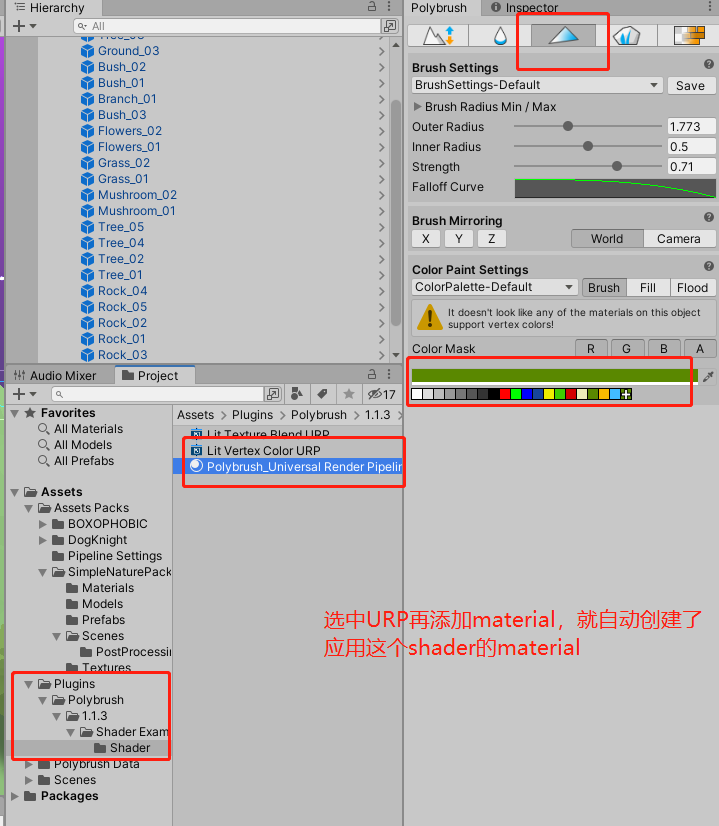 Hierarchy
All
Tree_03
Ground_03
Bush_02
Bush_01
Branch_01
Bush_03
Flowers_02
Flowers_01
Grass_02
Grass_01
Mushroom_02
Mushroom_01
Tree_05
Tree_04
Tree_02
Tree_01
Rock_04
Rock_05
Rock_02
Rock_01
Rock_03
Audio Mixer
Project
17
Favorites
All Materials
All Models
All Prefabs
Assets
Assets Packs
BOXOPHOBIC
DogKnight
Pipeline Settings
SimpleNaturePack
Materials
Models
Prefabs
Scenes
PostProcessin
Textures
Plugins
Polybrush
1.1.3
Shader Exam
Shader
Polybrush Data
Scenes
Packages
Assets > Plugins > Polybrush > 1.1.3 >
Lit Texture Blend URP
Lit Vertex Color URP
Polybrush_Universal Render Pipelin
Polybrush
Inspector
Brush Settings
BrushSettings-Default
Save
Brush Radius Min / Max
Outer Radius
1.773
Inner Radius
0.5
Strength
0.71
Falloff Curve
Brush Mirroring
X Y Z
World Camera
Color Paint Settings
ColorPalette-Default
Brush Fill Flood
It doesn't look like any of the materials on this object
support vertex colors!
Color Mask
R G B A
选中URP再添加material，就自动创建了
应用这个shader的material